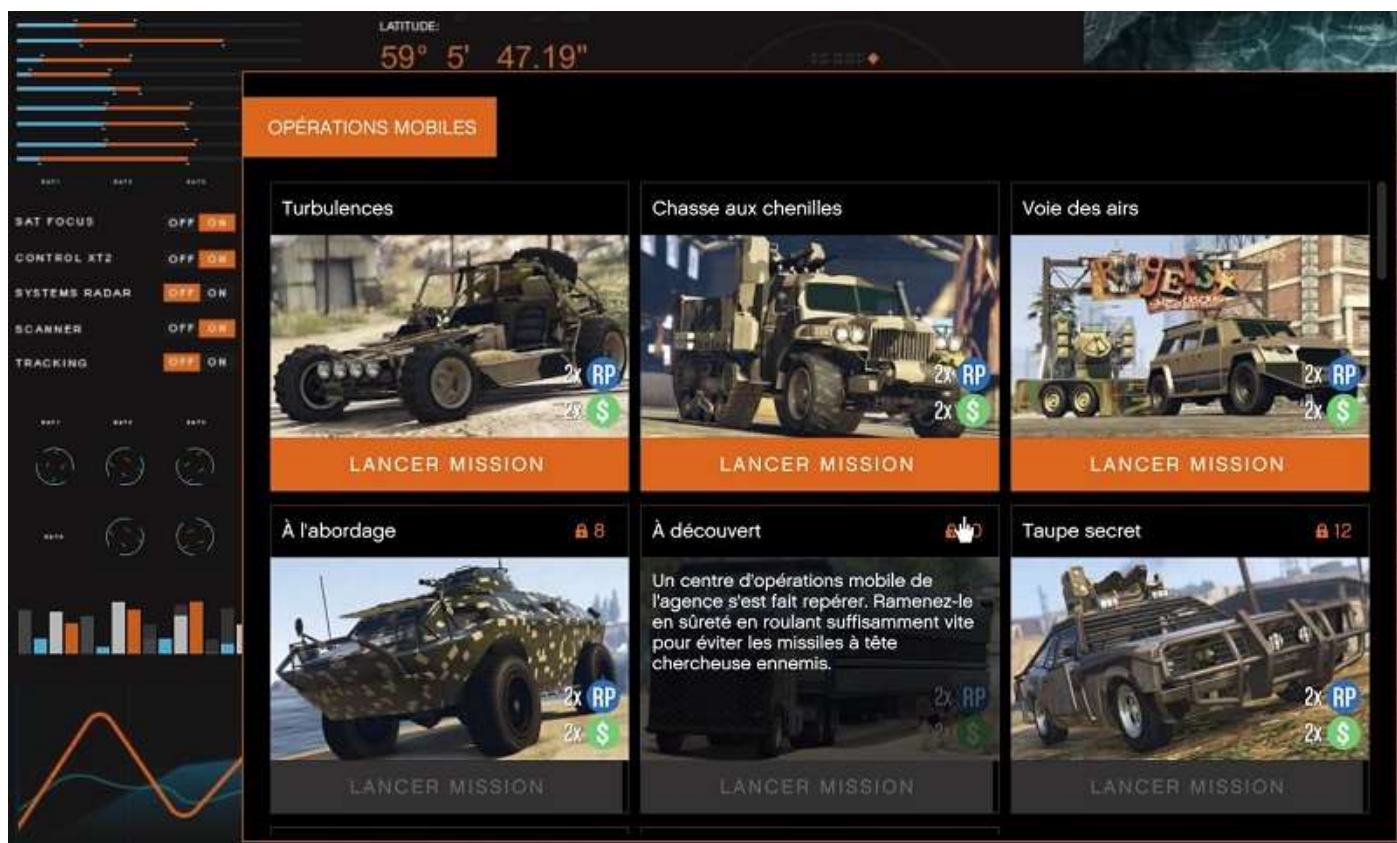 LATITUDE:
59° 5' 47.19"
OPÉRATIONS MOBILES
SAT FOCUS OFF ON
CONTROL XT2 OFF ON
SYSTEMS RADAR OFF ON
SCANNER OFF ON
TRACKING OFF ON
Turbulences
2x RP
2x $
LANCER MISSION
Chasse aux chenilles
2x RP
2x $
LANCER MISSION
Voie des airs
2x RP
2x $
LANCER MISSION
À l'abordage 8
2x RP
2x $
LANCER MISSION
À découvert
Un centre d'opérations mobile de
l'agence s'est fait repérer. Ramenez-le
en sûreté en roulant suffisamment vite
pour éviter les missiles à tête
chercheuse ennemis.
2x RP
2x $
LANCER MISSION
Taupe secret 12
2x RP
2x $
LANCER MISSION